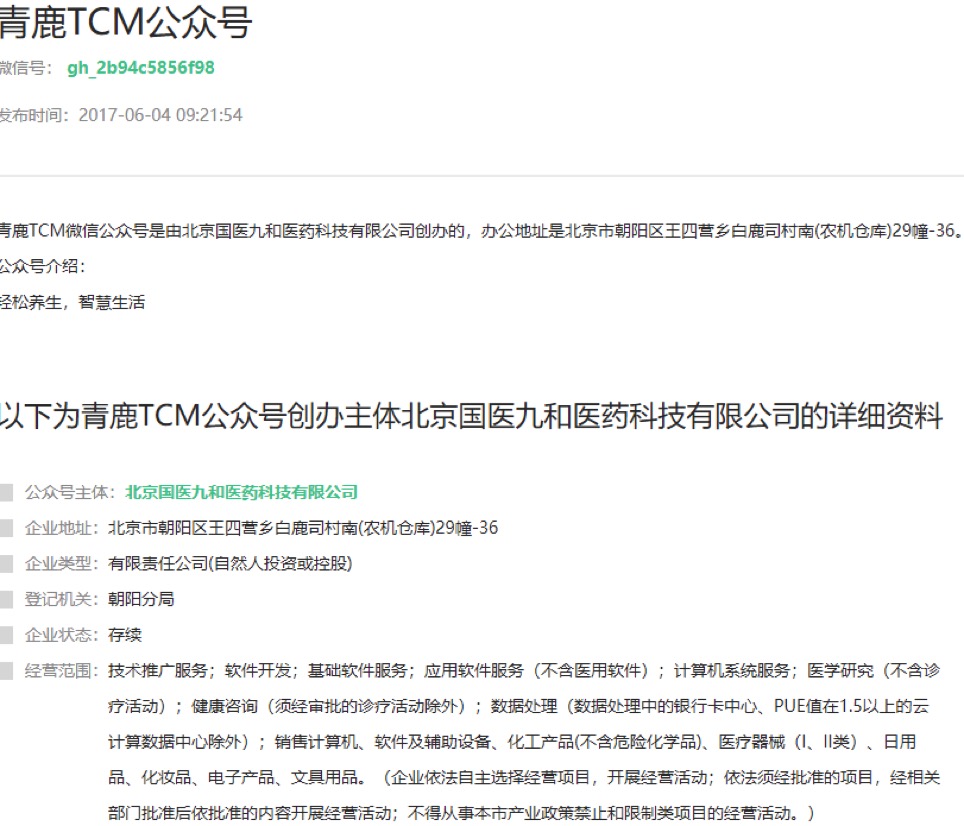 青鹿TCM公众号
微信号： gh_2b94c5856f98
发布时间：2017-06-04 09:21:54
青鹿TCM微信公众号是由北京国医九和医药科技有限公司创办的，办公地址是北京市朝阳区王四营乡白鹿司村南(农机仓库)29幢-36。
公众号介绍：
轻松养生，智慧生活
以下为青鹿TCM公众号创办主体北京国医九和医药科技有限公司的详细资料
公众号主体：北京国医九和医药科技有限公司
企业地址：北京市朝阳区王四营乡白鹿司村南(农机仓库)29幢-36
企业类型：有限责任公司(自然人投资或控股)
登记机关：朝阳分局
企业状态：存续
经营范围：技术推广服务；软件开发；基础软件服务；应用软件服务（不含医用软件）；计算机系统服务；医学研究（不含诊
疗活动）；健康咨询（须经审批的诊疗活动除外）；数据处理（数据处理中的银行卡中心、PUE值在1.5以上的云
计算数据中心除外）；销售计算机、软件及辅助设备、化工产品(不含危险化学品)、医疗器械（I、II类）、日用
品、化妆品、电子产品、文具用品。（企业依法自主选择经营项目，开展经营活动；依法须经批准的项目，经相关
部门批准后依批准的内容开展经营活动；不得从事本市产业政策禁止和限制类项目的经营活动。）